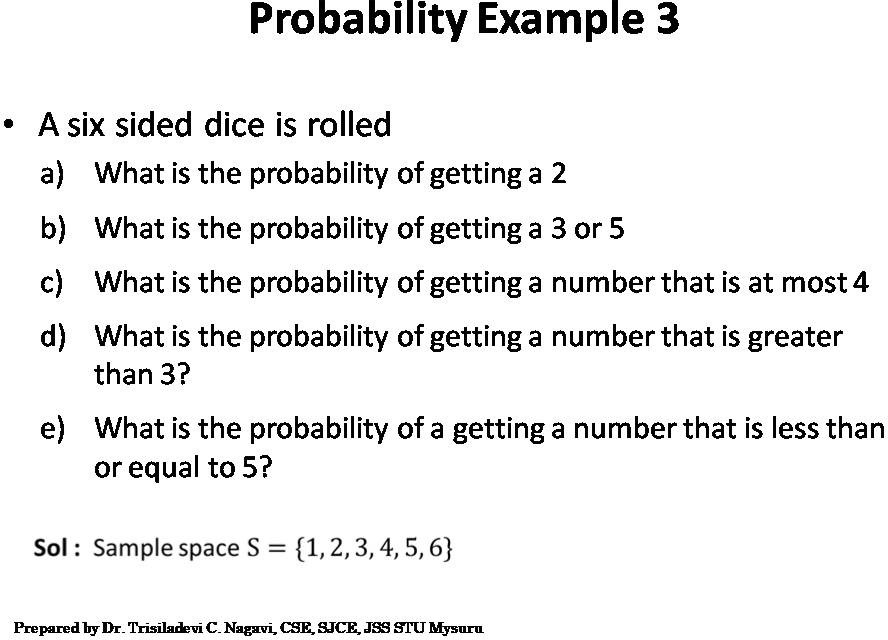 Probability Example 3
• A six sided dice is rolled
a) What is the probability of getting a 2
b) What is the probability of getting a 3 or 5
c) What is the probability of getting a number that is at most 4
d) What is the probability of getting a number that is greater
than 3?
e) What is the probability of a getting a number that is less than
or equal to 5?
Sol : Sample space S = {1, 2, 3, 4, 5, 6}
Prepared by Dr. Trisiladevi C. Nagavi, CSE, SJCE, JSS STU Mysuru